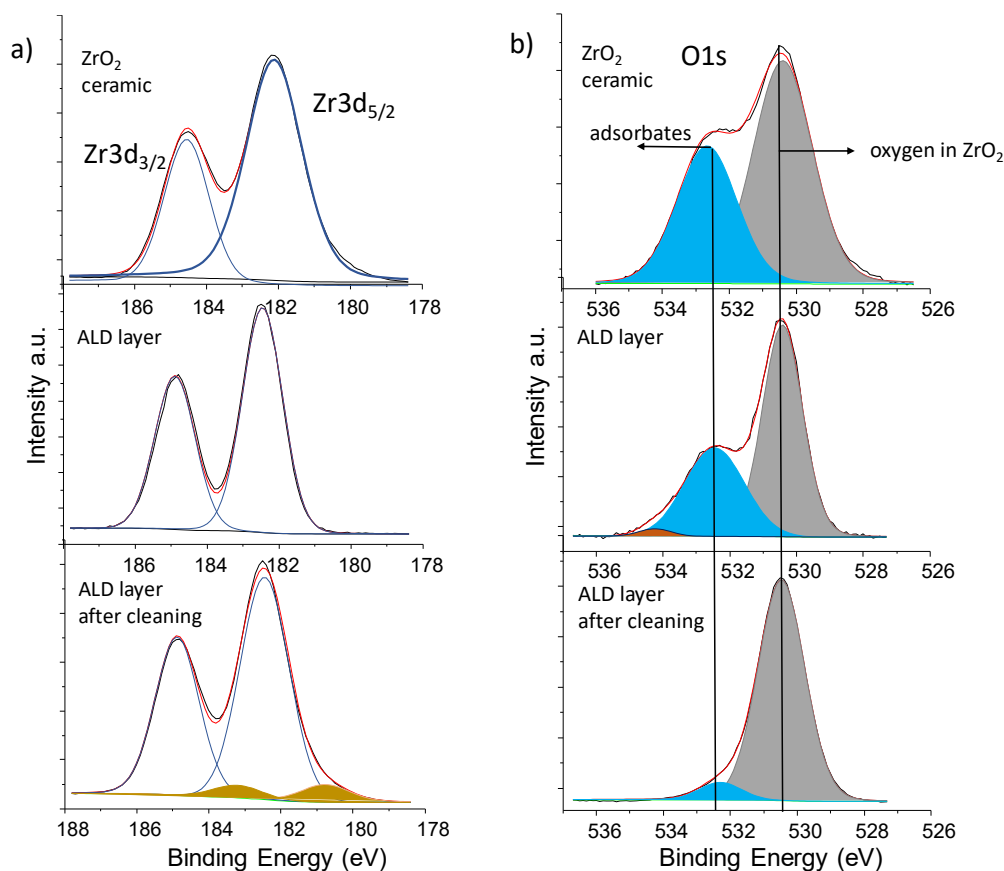 a)
ZrO₂
ceramic
Zr3d₃/₂
Zr3d₅/₂
186 184 182 180 178
ALD layer
186 184 182 180 178
ALD layer
after cleaning
188 186 184 182 180 178
Binding Energy (eV)
Intensity a.u.
b)
ZrO₂
ceramic
O1s
adsorbates
oxygen in ZrO₂
536 534 532 530 528 526
ALD layer
536 534 532 530 528 526
ALD layer
after cleaning
536 534 532 530 528 526
Binding Energy (eV)
Intensity a.u.